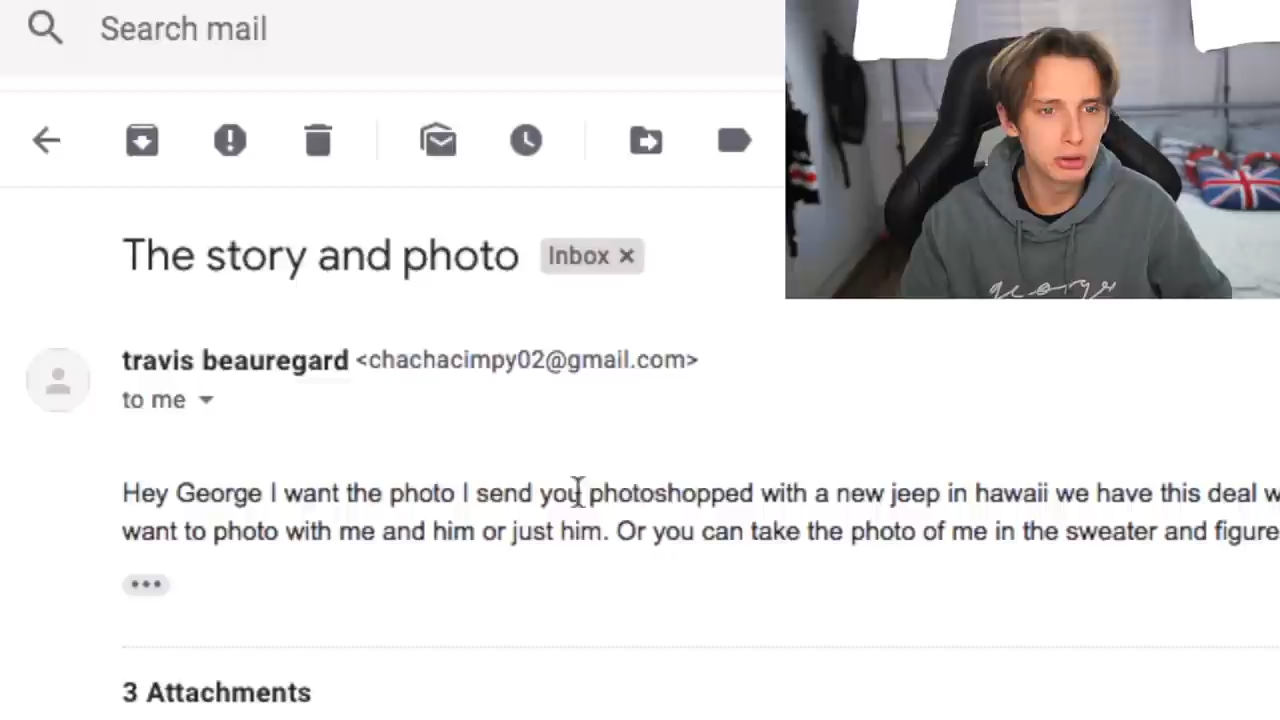 Search mail
The story and photo Inbox ×
travis beauregard <chachacimpy02@gmail.com>
to me
Hey George I want the photo I send you photoshopped with a new jeep in hawaii we have this deal w
want to photo with me and him or just him. Or you can take the photo of me in the sweater and figure
3 Attachments
george